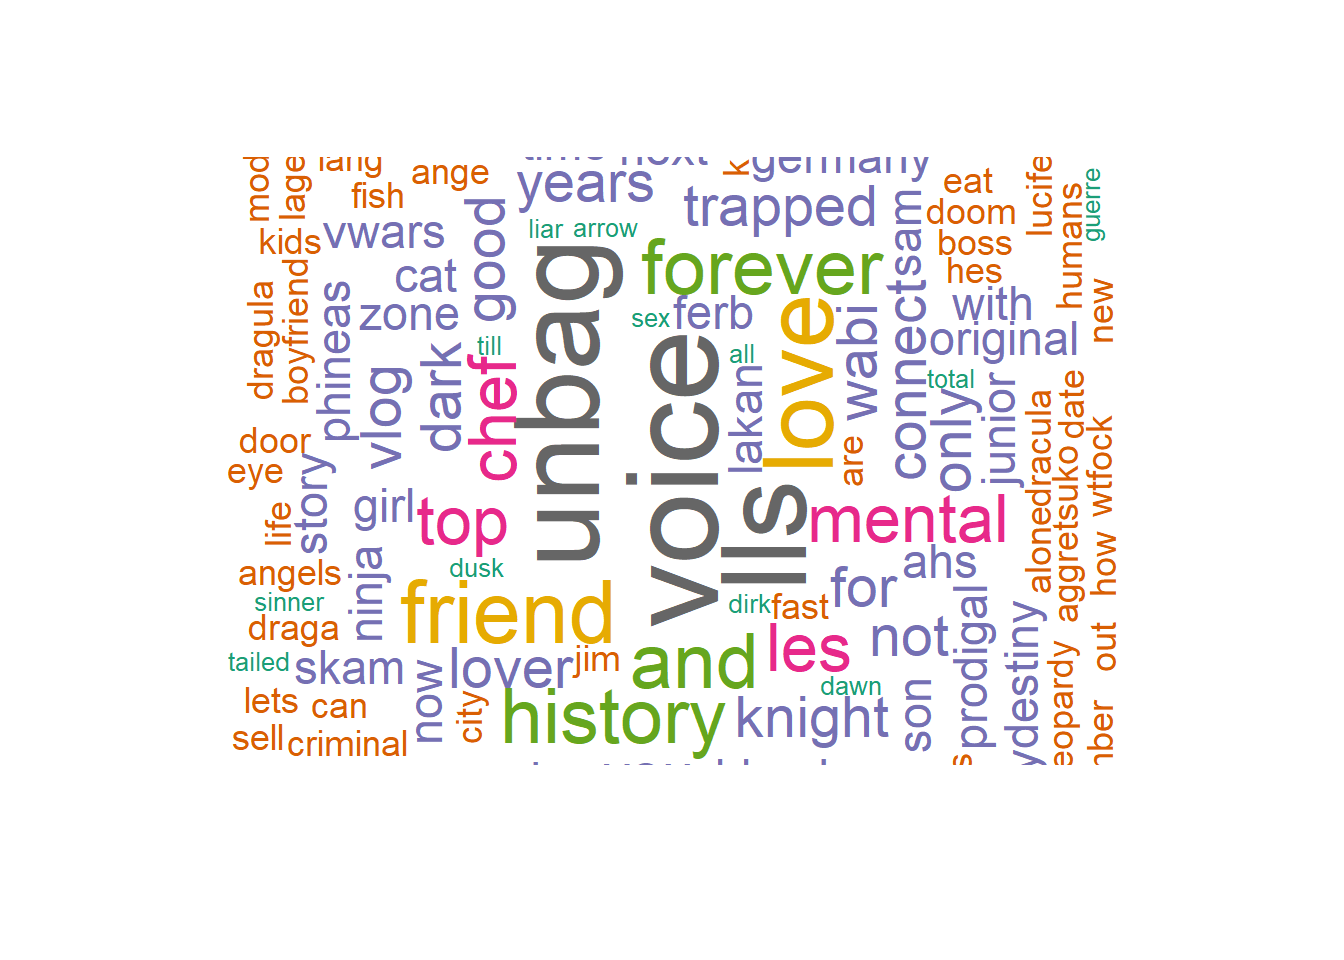 mod
lage
lang
ange
fish
kids
vwars
years
k
germany
trapped
eat
doom
boss
hes
lucife
humans
guerre
good
liar
arrow
tsam
forever
cat
zone
dragula
boyfriend
phineas
unbag
sex
ferb
love
wabi
with
original
new
till
all
voice
dark
chef
vlog
lakan
connec
total
only
junior
dracula
date
door
eye
are
story
girl
top
lls
mental
wtfock
life
aggretsuko
alone
how
angels
ninja
dusk
friend
dirk
fast
for
ahs
sinner
draga
not
prodigal
destiny
tailed
skam
now
lover
jim
and
les
dawn
out
lets
can
city
history
knight
son
y
eopardy
nber
sell
criminal